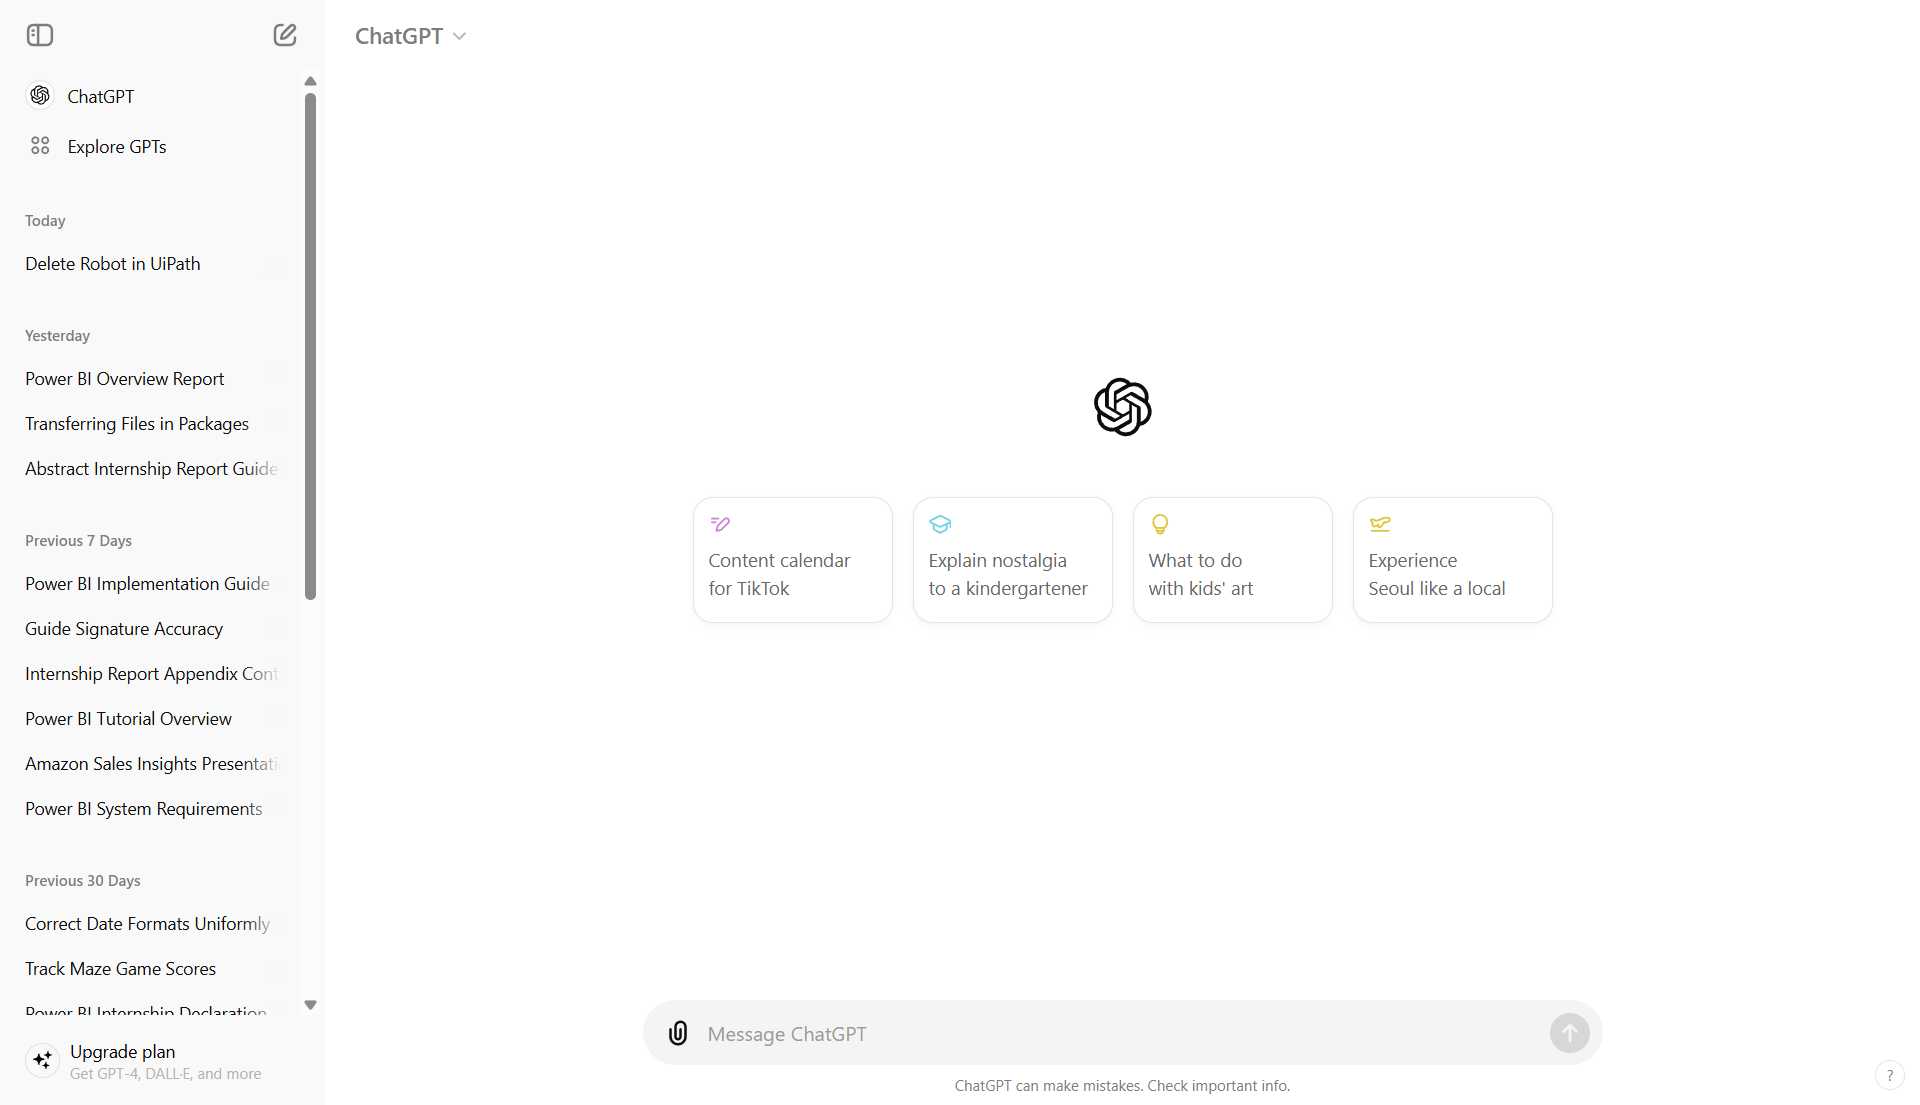 ChatGPT
ChatGPT
Explore GPTs
Today
Delete Robot in UiPath
Yesterday
Power BI Overview Report
Transferring Files in Packages
Abstract Internship Report Guide
Previous 7 Days
Power BI Implementation Guide
Guide Signature Accuracy
Internship Report Appendix Cont
Power BI Tutorial Overview
Amazon Sales Insights Presentati
Power BI System Requirements
Previous 30 Days
Correct Date Formats Uniformly
Track Maze Game Scores
Power BI Internship Declaration
Upgrade plan
Get GPT-4, DALL·E, and more
Content calendar
for TikTok
Explain nostalgia
to a kindergartener
What to do
with kids' art
Experience
Seoul like a local
Message ChatGPT
ChatGPT can make mistakes. Check important info.
?